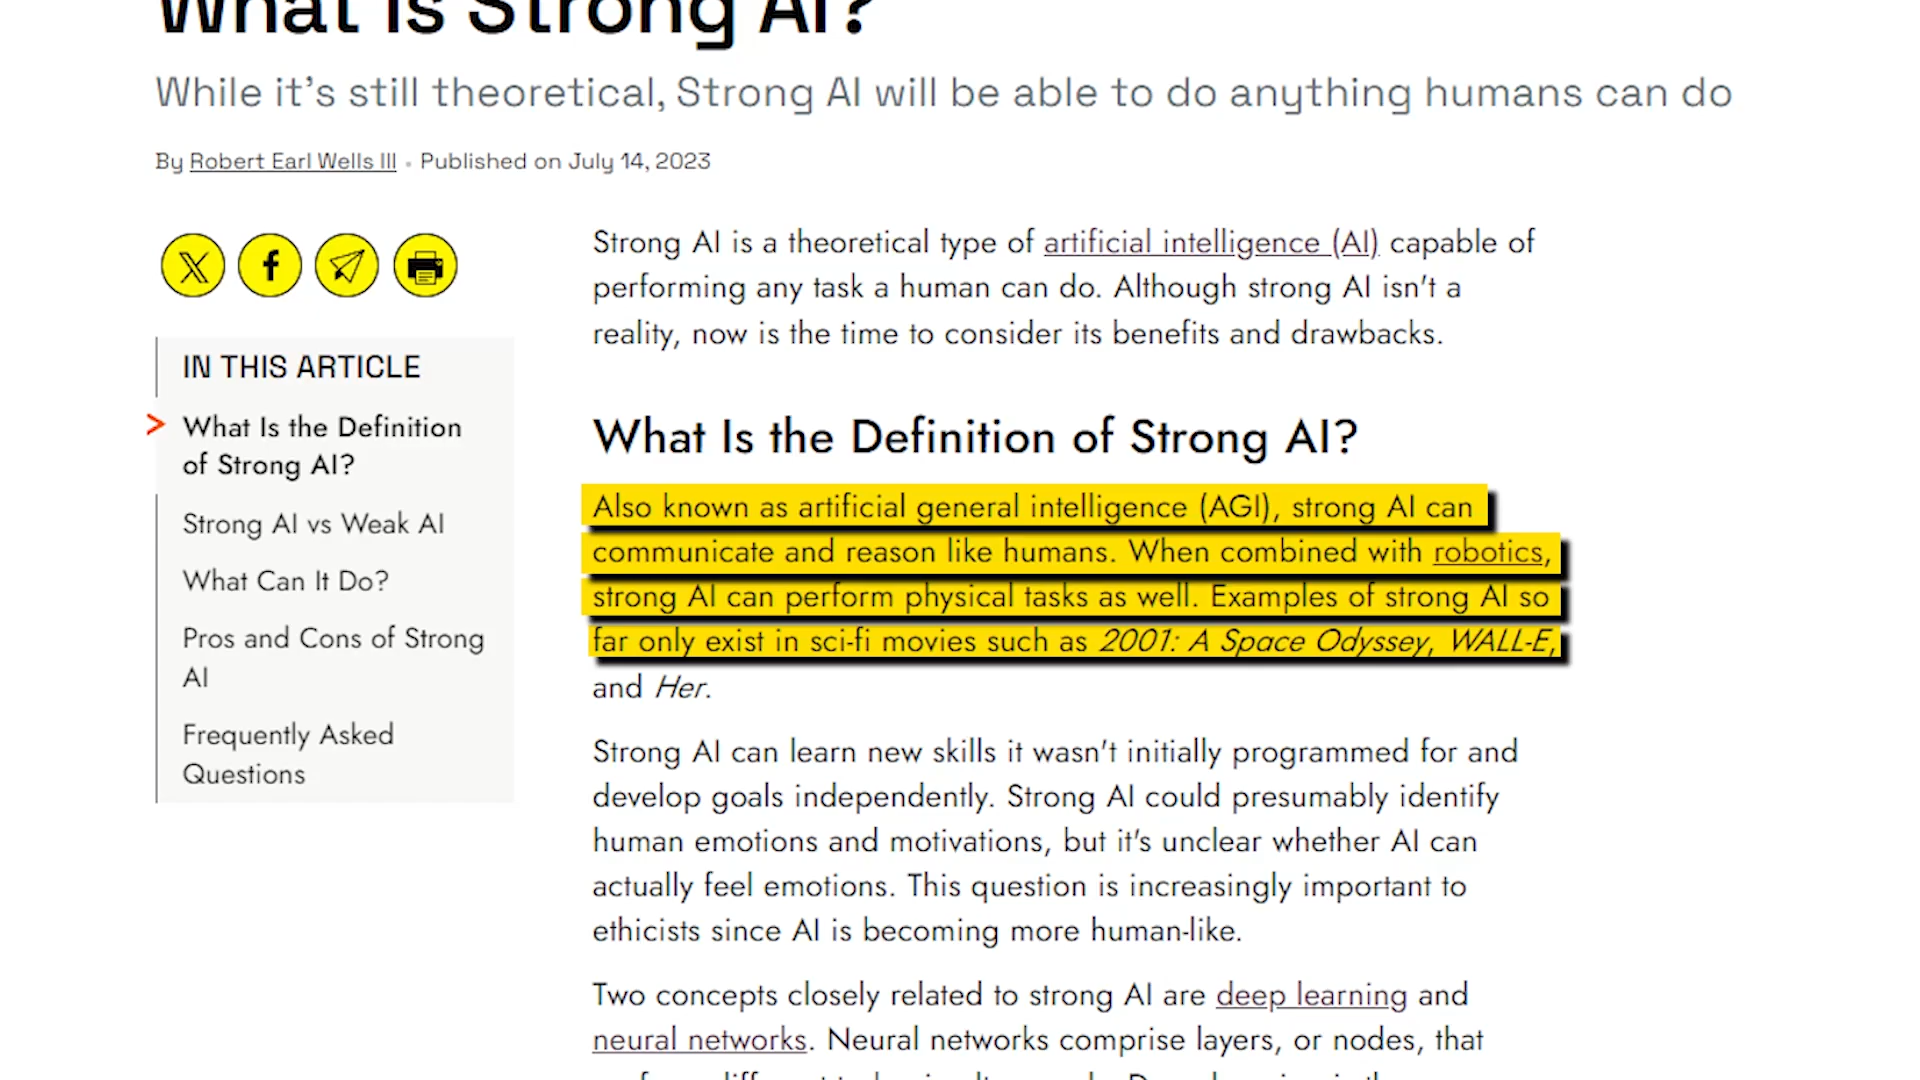 What Is Strong AI?
While it's still theoretical, Strong AI will be able to do anything humans can do
By Robert Earl Wells III • Published on July 14, 2023
IN THIS ARTICLE
What Is the Definition
of Strong AI?
Strong AI vs Weak AI
What Can It Do?
Pros and Cons of Strong
AI
Frequently Asked
Questions
Strong AI is a theoretical type of artificial intelligence (AI) capable of
performing any task a human can do. Although strong AI isn't a
reality, now is the time to consider its benefits and drawbacks.
What Is the Definition of Strong AI?
Also known as artificial general intelligence (AGI), strong AI can
communicate and reason like humans. When combined with robotics,
strong AI can perform physical tasks as well. Examples of strong AI so
far only exist in sci-fi movies such as 2001: A Space Odyssey, WALL-E,
and Her.
Strong AI can learn new skills it wasn't initially programmed for and
develop goals independently. Strong AI could presumably identify
human emotions and motivations, but it's unclear whether AI can
actually feel emotions. This question is increasingly important to
ethicists since AI is becoming more human-like.
Two concepts closely related to strong AI are deep learning and
neural networks. Neural networks comprise layers, or nodes, that